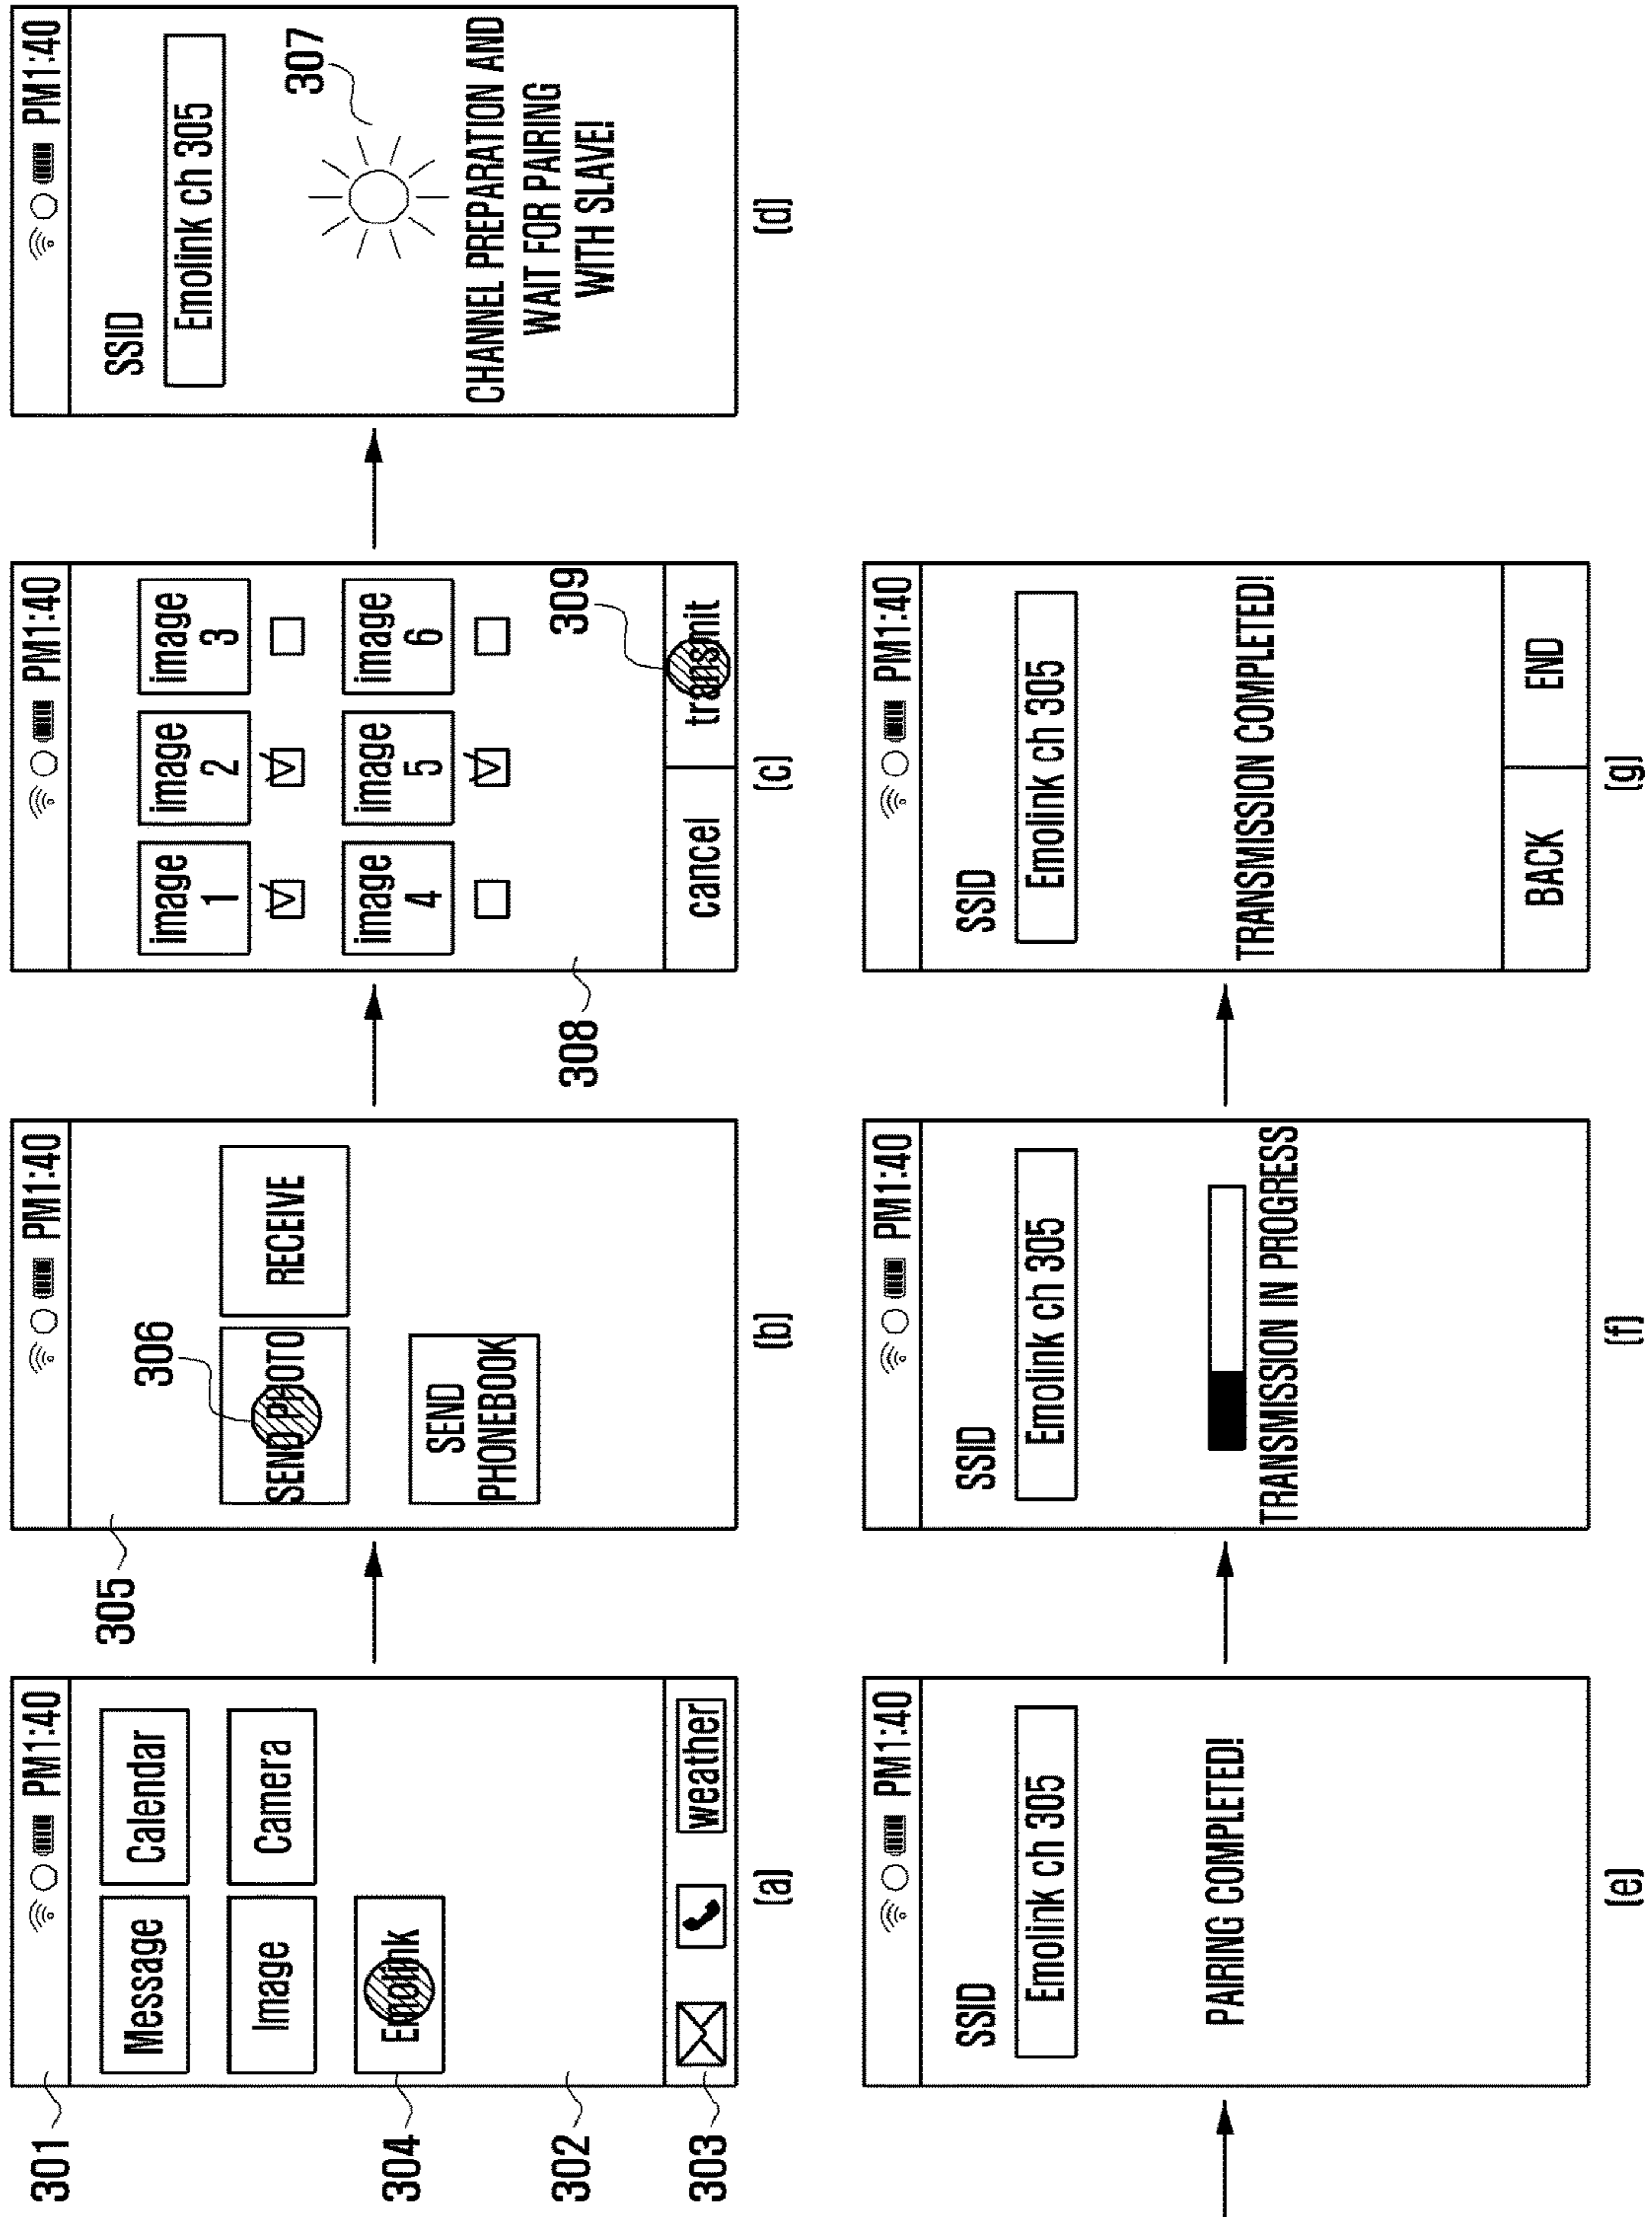 301
PM1:40
Message
Calendar
Image
Camera
304
Emolink
302
303
weather
(a)
305
PM1:40
306
SEND PHOTO
RECEIVE
SEND
PHONEBOOK
(b)
PM1:40
image
1
image
2
image
3
image
4
image
5
image
6
308
309
cancel
transmit
(c)
PM1:40
SSID
Emolink ch 305
307
CHANNEL PREPARATION AND
WAIT FOR PAIRING
WITH SLAVE!
(d)
PM1:40
SSID
Emolink ch 305
PAIRING COMPLETED!
(e)
PM1:40
SSID
Emolink ch 305
TRANSMISSION IN PROGRESS
(f)
PM1:40
SSID
Emolink ch 305
TRANSMISSION COMPLETED!
BACK
END
(g)